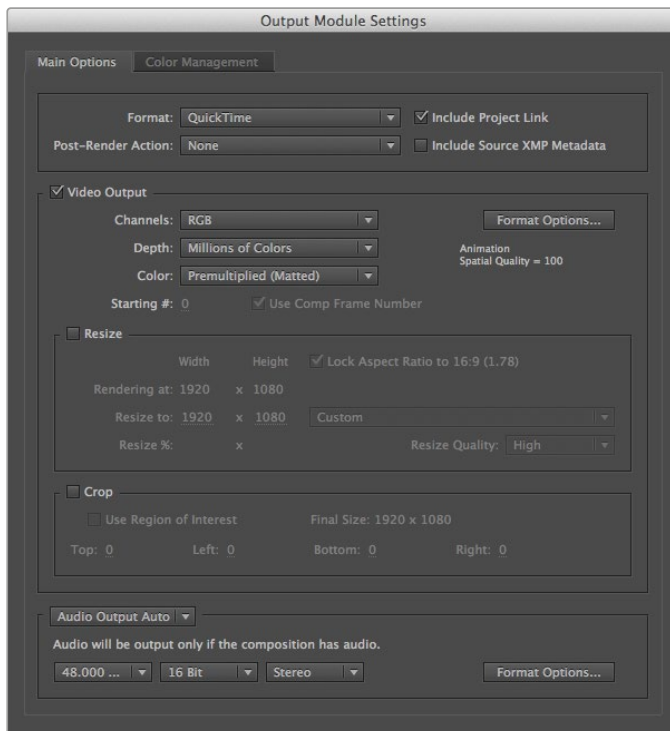 Output Module Settings
Main Options Color Management
Format: QuickTime Include Project Link
Post-Render Action: None Include Source XMP Metadata
Video Output
Channels: RGB Format Options...
Depth: Millions of Colors Animation
Spatial Quality = 100
Color: Premultiplied (Matted)
Starting #: 0 Use Comp Frame Number
Resize
Width Height Lock Aspect Ratio to 16:9 (1.78)
Rendering at: 1920 x 1080
Resize to: 1920 x 1080 Custom
Resize %: x Resize Quality: High
Crop
Use Region of Interest Final Size: 1920 x 1080
Top: 0 Left: 0 Bottom: 0 Right: 0
Audio Output Auto
Audio will be output only if the composition has audio.
48.000 ... 16 Bit Stereo Format Options...